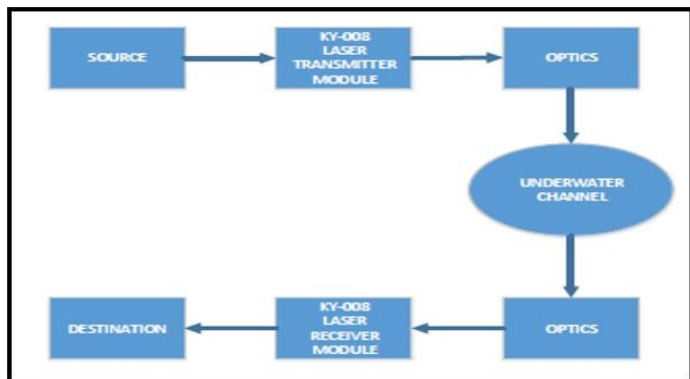 SOURCE
KY-008
LASER
TRANSMITTER
MODULE
OPTICS
UNDERWATER
CHANNEL
DESTINATION
KY-008
LASER
RECEIVER
MODULE
OPTICS